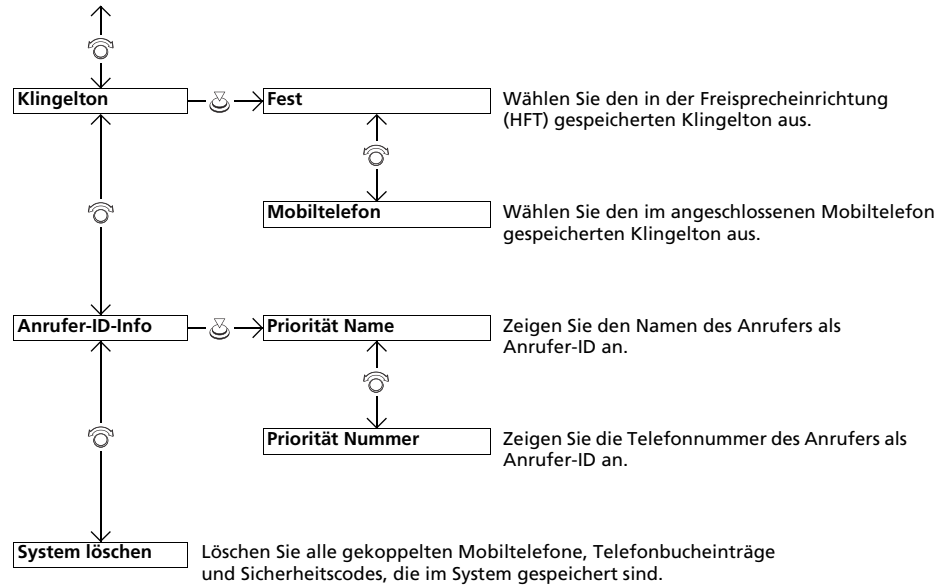 Klingelton
Fest
Wählen Sie den in der Freisprecheinrichtung
(HFT) gespeicherten Klingelton aus.
Mobiltelefon
Wählen Sie den im angeschlossenen Mobiltelefon
gespeicherten Klingelton aus.
Anrufer-ID-Info
Priorität Name
Zeigen Sie den Namen des Anrufers als
Anrufer-ID an.
Priorität Nummer
Zeigen Sie die Telefonnummer des Anrufers als
Anrufer-ID an.
System löschen
Löschen Sie alle gekoppelten Mobiltelefone, Telefonbucheinträge
und Sicherheitscodes, die im System gespeichert sind.